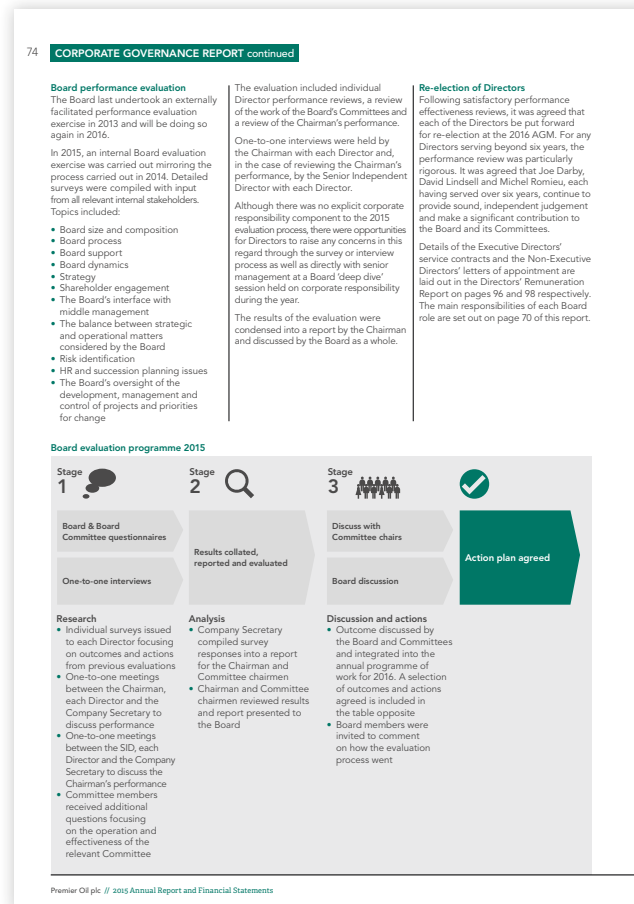 74
CORPORATE GOVERNANCE REPORT continued
Board performance evaluation
The Board last undertook an externally
facilitated performance evaluation
exercise in 2013 and will be doing so
again in 2016.
In 2015, an internal Board evaluation
exercise was carried out mirroring the
process carried out in 2014. Detailed
surveys were compiled with input
from all relevant internal stakeholders.
Topics included:
• Board size and composition
• Board process
• Board support
• Board dynamics
• Strategy
• Shareholder engagement
• The Board's interface with
middle management
• The balance between strategic
and operational matters
considered by the Board
• Risk identification
• HR and succession planning issues
• The Board's oversight of the
development, management and
control of projects and priorities
for change
The evaluation included individual
Director performance reviews, a review
of the work of the Board's Committees and
a review of the Chairman's performance.
One-to-one interviews were held by
the Chairman with each Director and,
in the case of reviewing the Chairman's
performance, by the Senior Independent
Director with each Director.
Although there was no explicit corporate
responsibility component to the 2015
evaluation process, there were opportunities
for Directors to raise any concerns in this
regard through the survey or interview
process as well as directly with senior
management at a Board 'deep dive'
session held on corporate responsibility
during the year.
The results of the evaluation were
condensed into a report by the Chairman
and discussed by the Board as a whole.
Re-election of Directors
Following satisfactory performance
effectiveness reviews, it was agreed that
each of the Directors be put forward
for re-election at the 2016 AGM. For any
Directors serving beyond six years, the
performance review was particularly
rigorous. It was agreed that Joe Darby,
David Lindsell and Michel Romieu, each
having served over six years, continue to
provide sound, independent judgement
and make a significant contribution to
the Board and its Committees.
Details of the Executive Directors'
service contracts and the Non-Executive
Directors' letters of appointment are
laid out in the Directors' Remuneration
Report on pages 96 and 98 respectively.
The main responsibilities of each Board
role are set out on page 70 of this report.
Board evaluation programme 2015
Stage
1
Board & Board
Committee questionnaires
One-to-one interviews
Research
• Individual surveys issued
to each Director focusing
on outcomes and actions
from previous evaluations
• One-to-one meetings
between the Chairman,
each Director and the
Company Secretary to
discuss performance
• One-to-one meetings
between the SID, each
Director and the Company
Secretary to discuss the
Chairman's performance
• Committee members
received additional
questions focusing
on the operation and
effectiveness of the
relevant Committee
Stage
2
Results collated,
reported and evaluated
Analysis
• Company Secretary
compiled survey
responses into a report
for the Chairman and
Committee chairmen
• Chairman and Committee
chairmen reviewed results
and report presented to
the Board
Stage
3
Discuss with
Committee chairs
Board discussion
Discussion and actions
• Outcome discussed by
the Board and Committees
and integrated into the
annual programme of
work for 2016. A selection
of outcomes and actions
agreed is included in
the table opposite
• Board members were
invited to comment
on how the evaluation
process went
Action plan agreed
Premier Oil plc // 2015 Annual Report and Financial Statements